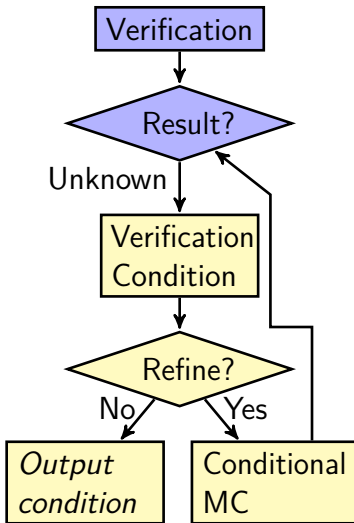 Verification
Result?
Unknown
Verification
Condition
Refine?
No
Yes
Output
condition
Conditional
MC